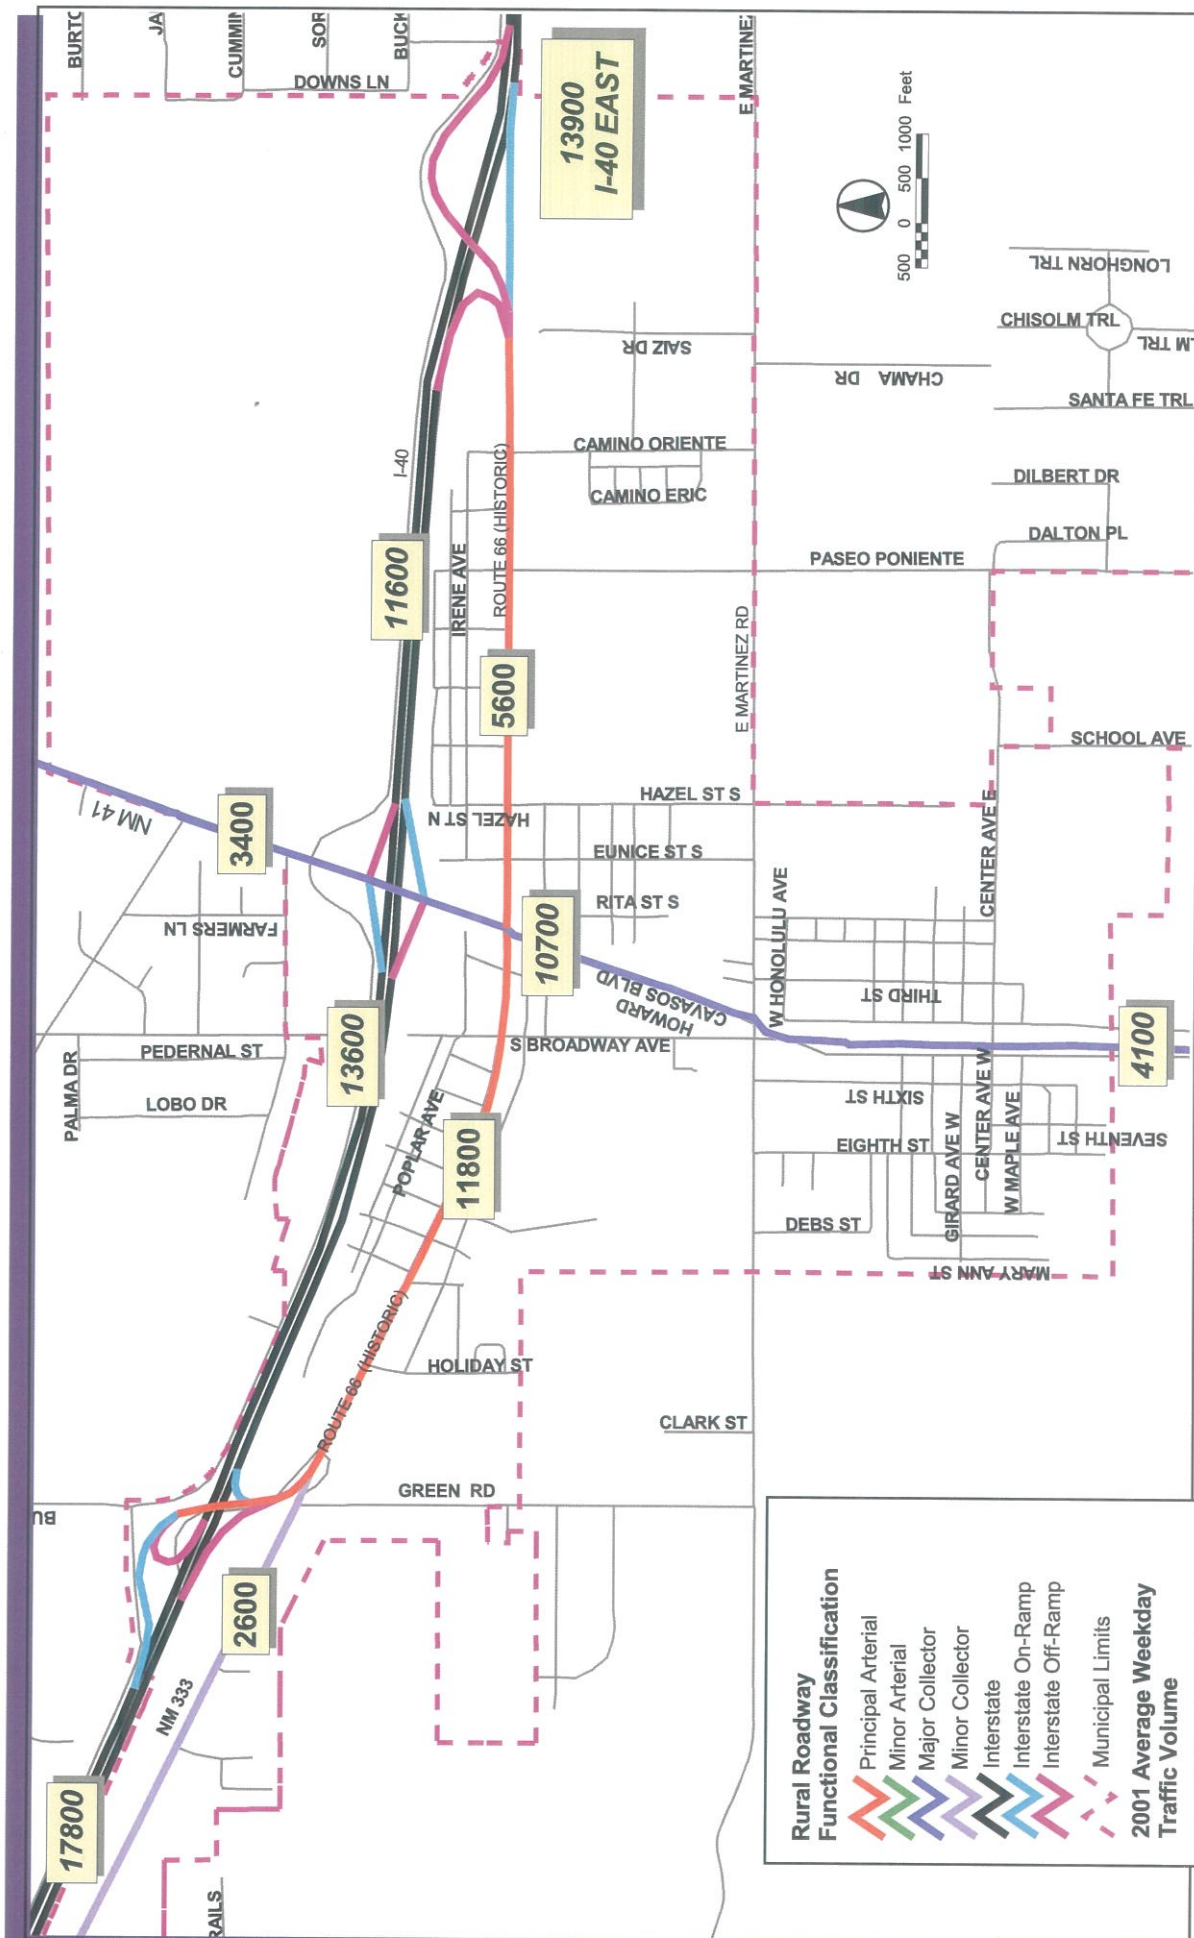 BURTO
JA
CUMMIN
SOR
BUCK
DOWNS LN
E MARTINEZ
13900
I-40 EAST
500 0 500 1000 Feet
LONGHORN TRL
CHISOLM TRL
M TRL
SANTA FE TRL
SAIZ DR
CHAMA DR
I-40
CAMINO ORIENTE
CAMINO ERIC
DILBERT DR
DALTON PL
PASEO PONIENTE
11600
IRENE AVE
ROUTE 66 (HISTORIC)
5600
E MARTINEZ RD
SCHOOL AVE
NM 41
3400
HAZEL ST N
HAZEL ST S
EUNICE ST S
RITA ST S
CENTER AVE E
FARMERS LN
10700
W HONOLULU AVE
HOWARD
CAVASOS BLVD
THIRD ST
PALMA DR
PEDERNAL ST
LOBO DR
13600
S BROADWAY AVE
4100
POPLAR AVE
11800
SIXTH ST
EIGHTH ST
GIRARD AVE W
CENTER AVE W
W MAPLE AVE
SEVENTH ST
DEBS ST
MARY ANN ST
ROUTE 66 (HISTORIC)
HOLIDAY ST
CLARK ST
GREEN RD
BU
2600
NM 333
17800
RAILS
Rural Roadway
Functional Classification
Principal Arterial
Minor Arterial
Major Collector
Minor Collector
Interstate
Interstate On-Ramp
Interstate Off-Ramp
Municipal Limits
2001 Average Weekday
Traffic Volume